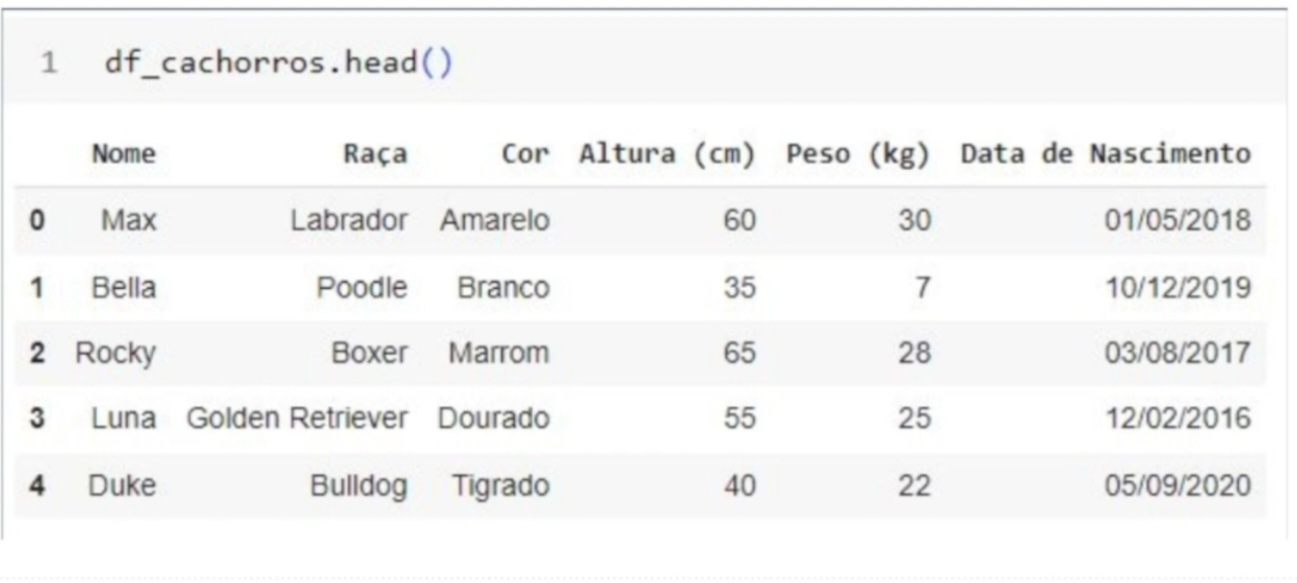 1 df_cachorros.head()
Nome Raça Cor Altura (cm) Peso (kg) Data de Nascimento
0 Max Labrador Amarelo 60 30 01/05/2018
1 Bella Poodle Branco 35 7 10/12/2019
2 Rocky Boxer Marrom 65 28 03/08/2017
3 Luna Golden Retriever Dourado 55 25 12/02/2016
4 Duke Bulldog Tigrado 40 22 05/09/2020